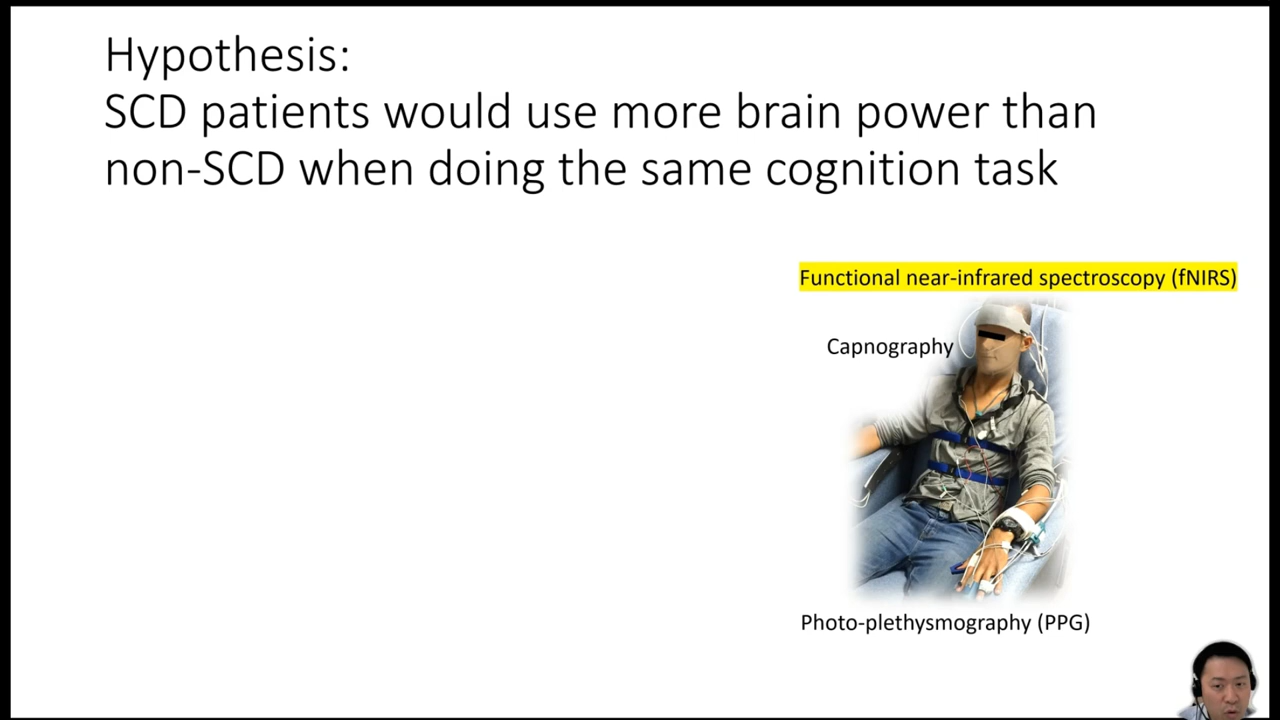 Hypothesis:
SCD patients would use more brain power than
non-SCD when doing the same cognition task
Functional near-infrared spectroscopy (fNIRS)
Capnography
Photo-plethysmography (PPG)